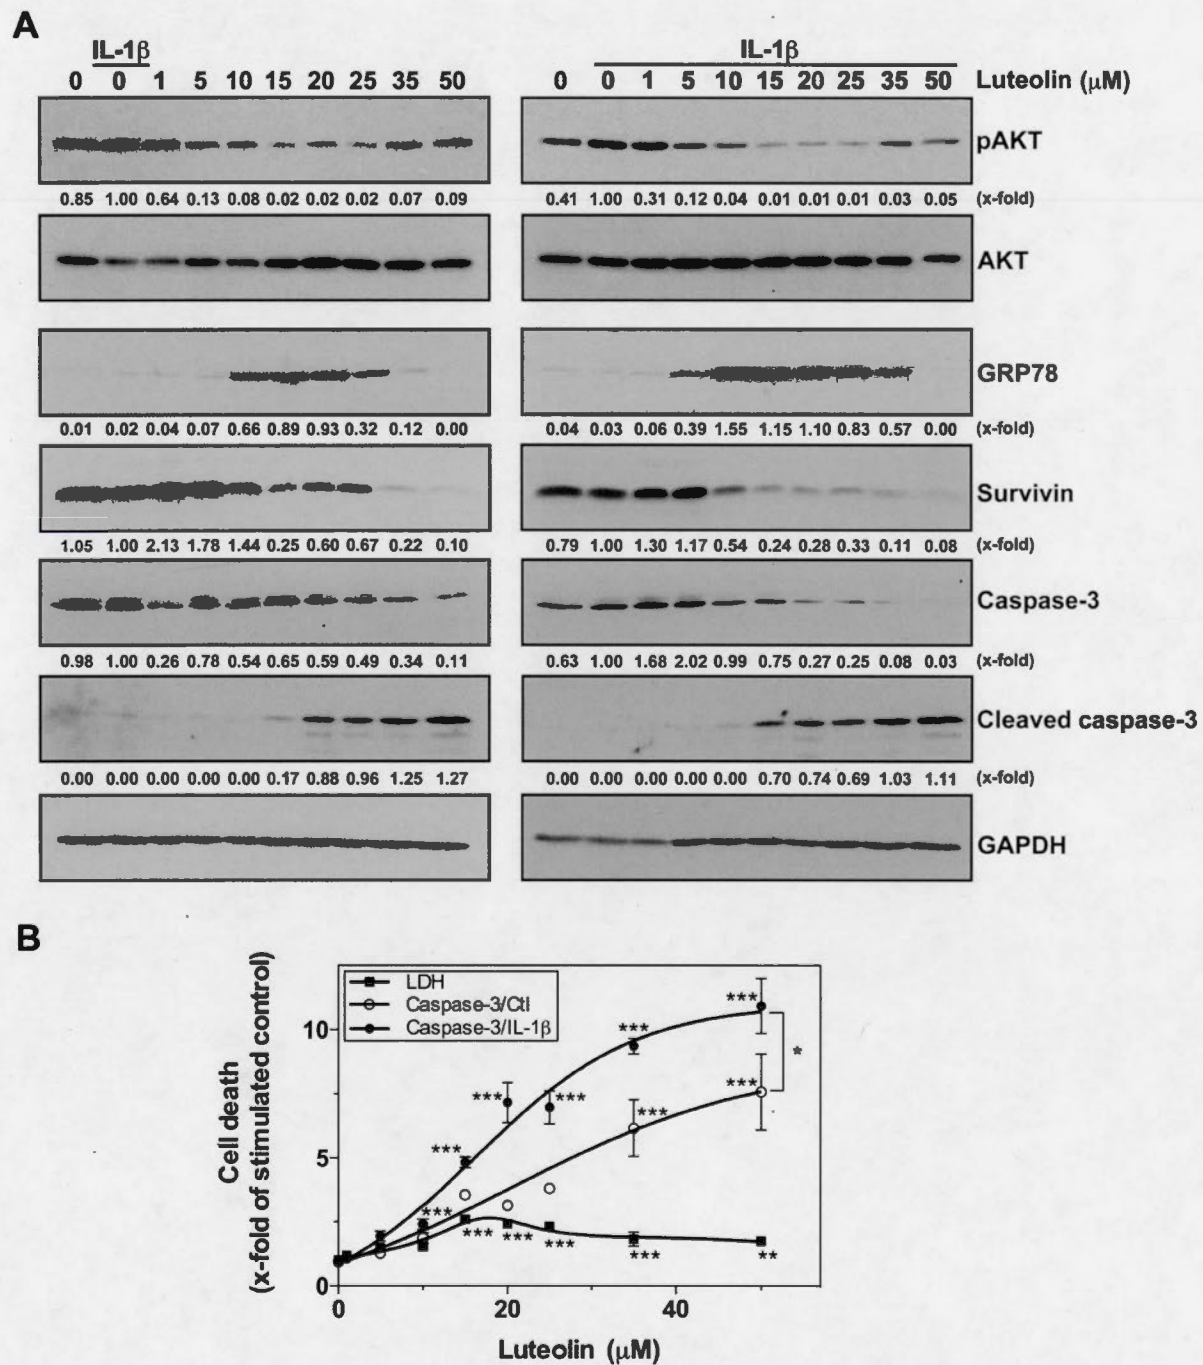 A
IL-1β IL-1β
0 0 1 5 10 15 20 25 35 50 0 0 1 5 10 15 20 25 35 50 Luteolin (μM)
pAKT
0.85 1.00 0.64 0.13 0.08 0.02 0.02 0.02 0.07 0.09 0.41 1.00 0.31 0.12 0.04 0.01 0.01 0.01 0.03 0.05 (x-fold)
AKT
GRP78
0.01 0.02 0.04 0.07 0.66 0.89 0.93 0.32 0.12 0.00 0.04 0.03 0.06 0.39 1.55 1.15 1.10 0.83 0.57 0.00 (x-fold)
Survivin
1.05 1.00 2.13 1.78 1.44 0.25 0.60 0.67 0.22 0.10 0.79 1.00 1.30 1.17 0.54 0.24 0.28 0.33 0.11 0.08 (x-fold)
Caspase-3
0.98 1.00 0.26 0.78 0.54 0.65 0.59 0.49 0.34 0.11 0.63 1.00 1.68 2.02 0.99 0.75 0.27 0.25 0.08 0.03 (x-fold)
Cleaved caspase-3
0.00 0.00 0.00 0.00 0.00 0.17 0.88 0.96 1.25 1.27 0.00 0.00 0.00 0.00 0.00 0.70 0.74 0.69 1.03 1.11 (x-fold)
GAPDH
B
Cell death
(x-fold of stimulated control)
LDH
Caspase-3/Ctl
Caspase-3/IL-1β
10
5
0
*** *** *** *** *** ***
*
*** ***
*** *** *** *** **
0 20 40
Luteolin (μM)